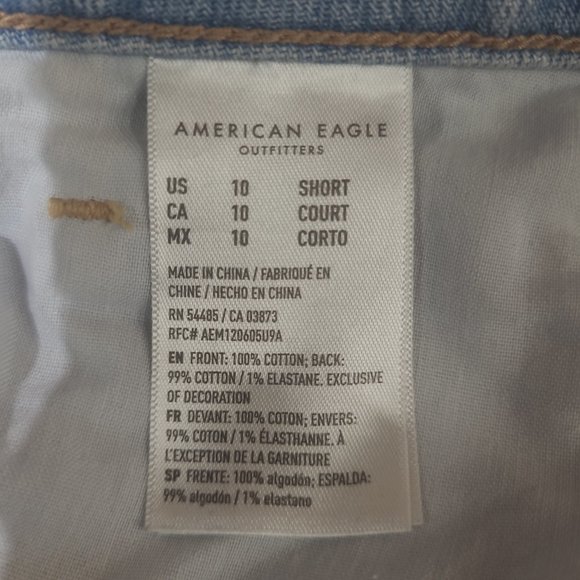 AMERICAN EAGLE
OUTFITTERS
US 10 SHORT
CA 10 COURT
MX 10 CORTO
MADE IN CHINA / FABRIQUÉ EN
CHINE / HECHO EN CHINA
RN 54485 / CA 03873
RFC# AEM120605U9A
EN FRONT: 100% COTTON; BACK:
99% COTTON / 1% ELASTANE. EXCLUSIVE
OF DECORATION
FR DEVANT: 100% COTON; ENVERS:
99% COTON / 1% ÉLASTHANNE. À
L'EXCEPTION DE LA GARNITURE
SP FRENTE: 100% algodón; ESPALDA:
99% algodón / 1% elastano